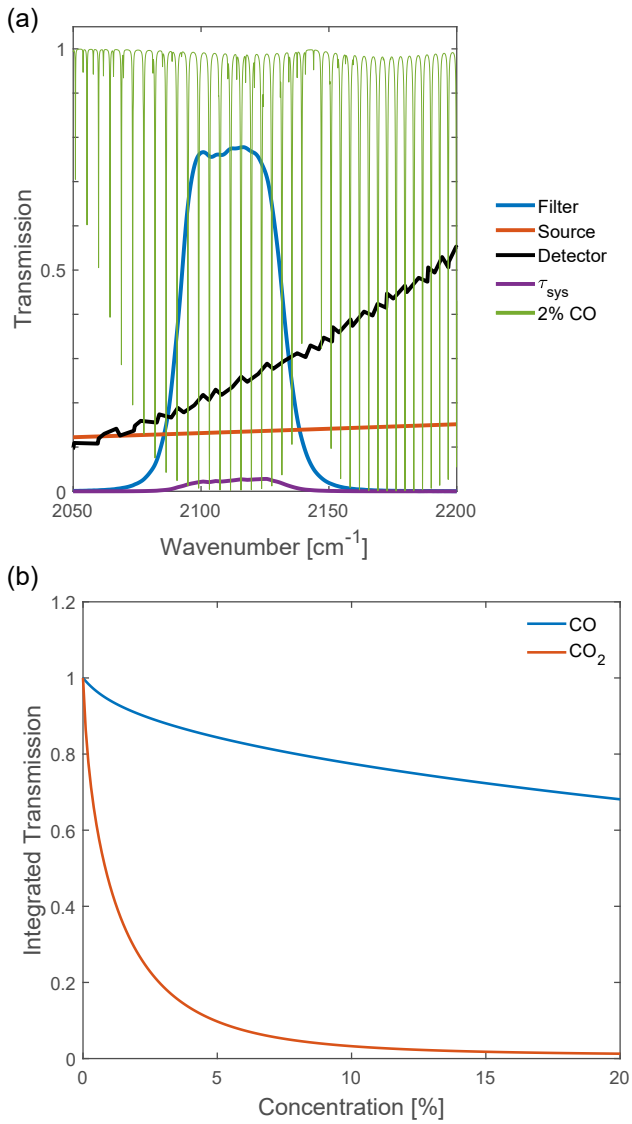 (a)
1
0.5
0
Transmission
2050
2100
2150
2200
Wavenumber [cm⁻¹]
Filter
Source
Detector
τsys
2% CO
(b)
1.2
1
0.8
0.6
0.4
0.2
0
Integrated Transmission
0
5
10
15
20
Concentration [%]
CO
CO₂